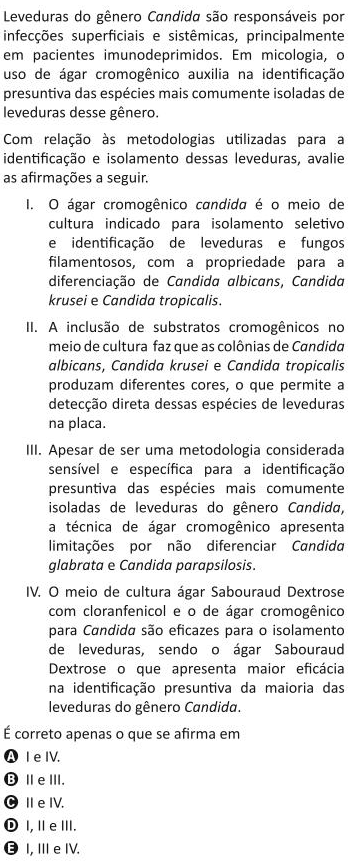 Leveduras do gênero Candida são responsáveis por
infecções superficiais e sistêmicas, principalmente
em pacientes imunodeprimidos. Em micologia, o
uso de ágar cromogênico auxilia na identificação
presuntiva das espécies mais comumente isoladas de
leveduras desse gênero.
Com relação às metodologias utilizadas para a
identificação e isolamento dessas leveduras, avalie
as afirmações a seguir.
I. O ágar cromogênico candida é o meio de
cultura indicado para isolamento seletivo
e identificação de leveduras e fungos
filamentosos, com a propriedade para a
diferenciação de Candida albicans, Candida
krusei e Candida tropicalis.
II. A inclusão de substratos cromogênicos no
meio de cultura faz que as colônias de Candida
albicans, Candida krusei e Candida tropicalis
produzam diferentes cores, o que permite a
detecção direta dessas espécies de leveduras
na placa.
III. Apesar de ser uma metodologia considerada
sensível e específica para a identificação
presuntiva das espécies mais comumente
isoladas de leveduras do gênero Candida,
a técnica de ágar cromogênico apresenta
limitações por não diferenciar Candida
glabrata e Candida parapsilosis.
IV. O meio de cultura ágar Sabouraud Dextrose
com cloranfenicol e o de ágar cromogênico
para Candida são eficazes para o isolamento
de leveduras, sendo o ágar Sabouraud
Dextrose o que apresenta maior eficácia
na identificação presuntiva da maioria das
leveduras do gênero Candida.
É correto apenas o que se afirma em
A I e IV.
B II e III.
C II e IV.
D I, II e III.
E I, III e IV.